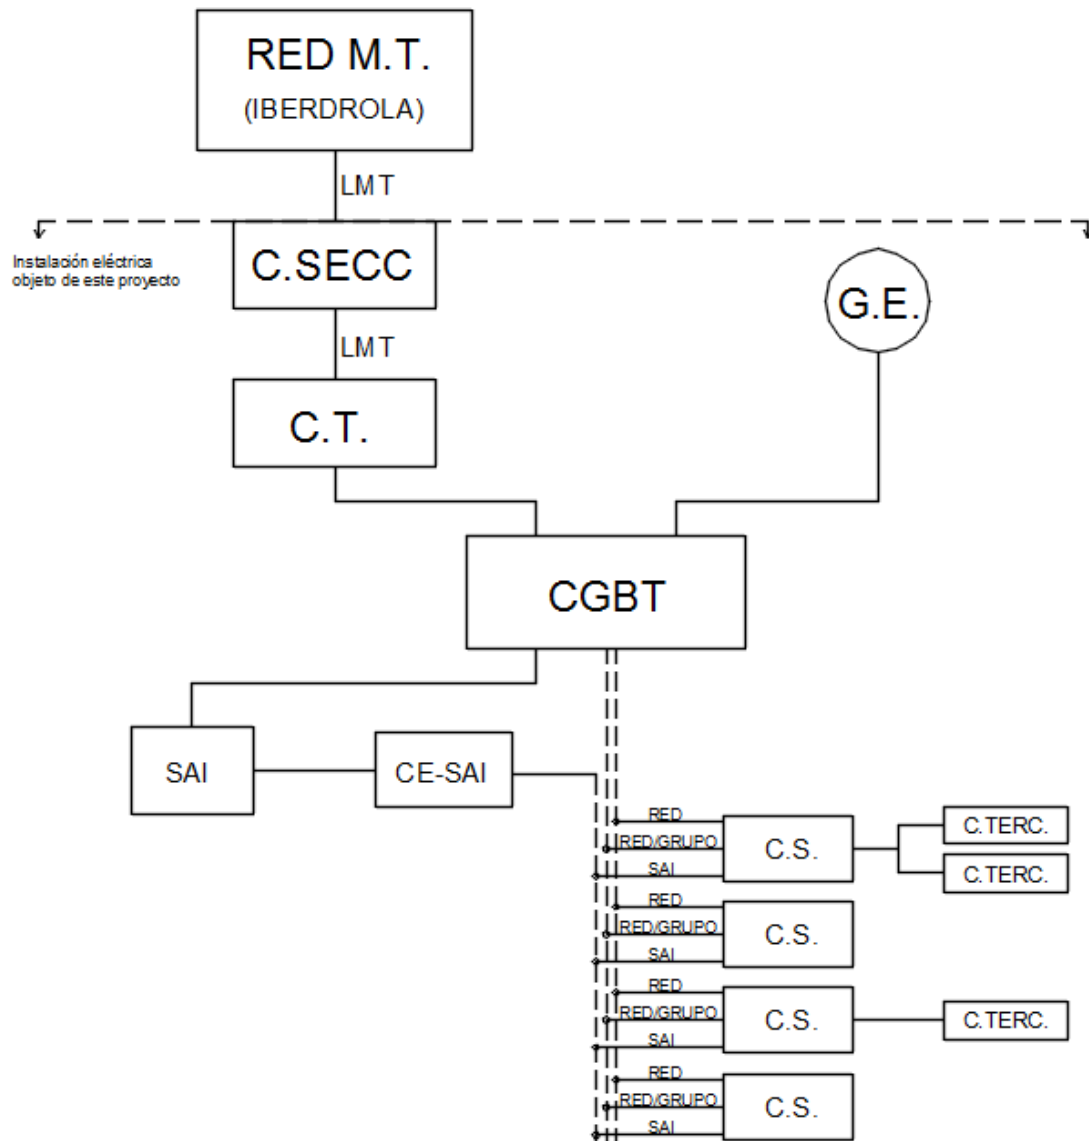 RED M.T.
(IBERDROLA)
LMT
Instalación eléctrica
objeto de este proyecto
C.SECC
G.E.
LMT
C.T.
CGBT
SAI
CE-SAI
RED
RED/GRUPO
SAI
C.S.
C.TERC.
C.TERC.
RED
RED/GRUPO
SAI
C.S.
RED
RED/GRUPO
SAI
C.S.
C.TERC.
RED
RED/GRUPO
SAI
C.S.